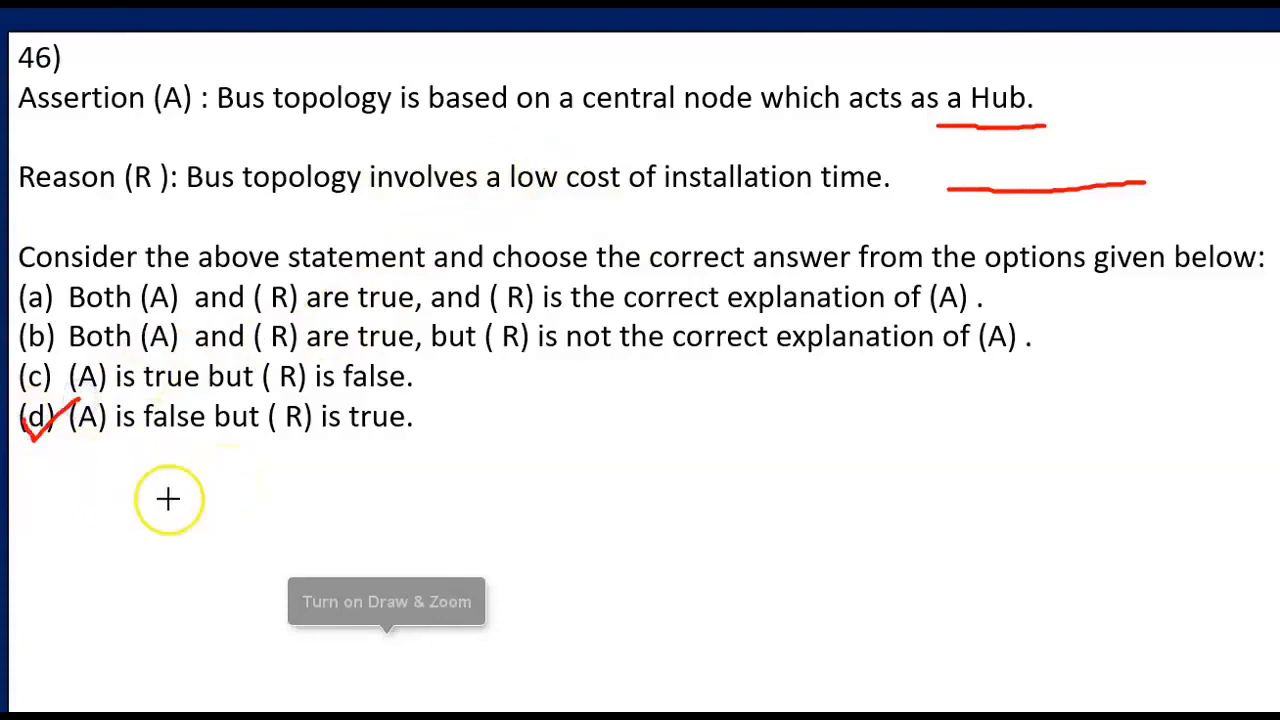 46)
Assertion (A) : Bus topology is based on a central node which acts as a Hub.
Reason (R ): Bus topology involves a low cost of installation time.
Consider the above statement and choose the correct answer from the options given below:
(a) Both (A) and ( R) are true, and ( R) is the correct explanation of (A) .
(b) Both (A) and ( R) are true, but ( R) is not the correct explanation of (A) .
(c) (A) is true but ( R) is false.
(d) (A) is false but ( R) is true.
Turn on Draw & Zoom